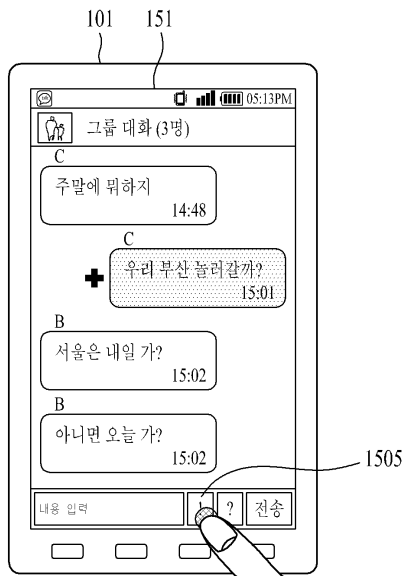 101 151
05:13PM
그룹 대화 (3명)
C
주말에 뭐하지
14:48
C
우리 부산 놀러갈까?
15:01
B
서울은 내일 가?
15:02
B
아니면 오늘 가?
15:02
1505
내용 입력 ! ? 전송